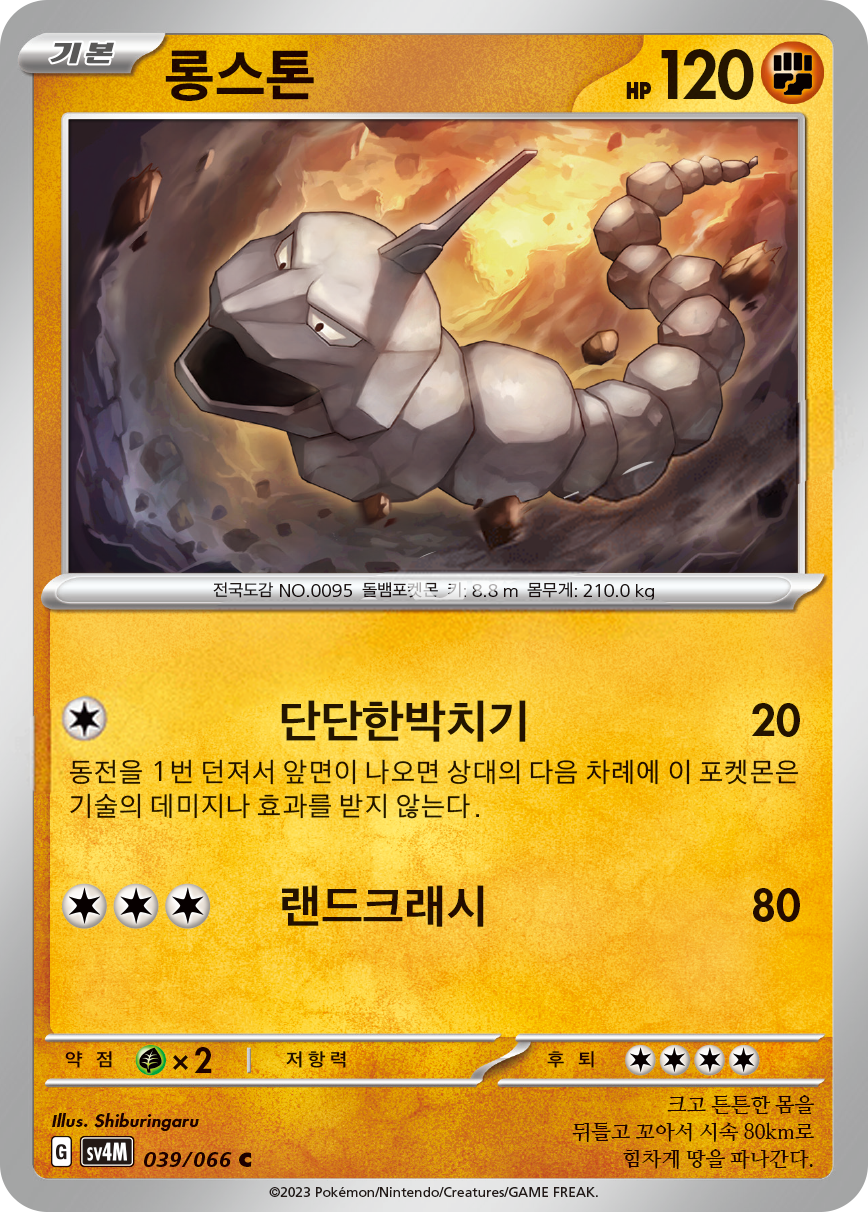 기본
롱스톤
HP 120
전국도감 NO.0095 돌뱀포켓몬 키: 8.8 m 몸무게: 210.0 kg
단단한박치기 20
동전을 1번 던져서 앞면이 나오면 상대의 다음 차례에 이 포켓몬은
기술의 데미지나 효과를 받지 않는다.
랜드크래시 80
약점 ×2 저항력 후퇴
크고 튼튼한 몸을
뒤틀고 꼬아서 시속 80km로
힘차게 땅을 파나간다.
Illus. Shiburingaru
G sv4M 039/066 C
©2023 Pokémon/Nintendo/Creatures/GAME FREAK.